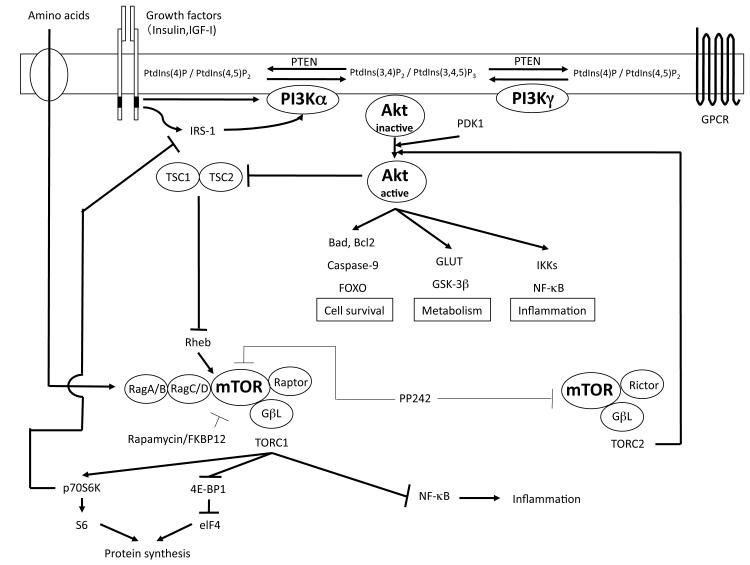 Amino acids
Growth factors
(Insulin,IGF-I)
PtdIns(4)P / PtdIns(4,5)P₂
PTEN
PtdIns(3,4)P₂ / PtdIns(3,4,5)P₃
PTEN
PtdIns(4)P / PtdIns(4,5)P₂
PI3Kα
Akt
inactive
PI3Kγ
GPCR
IRS-1
PDK1
TSC1
TSC2
Akt
active
Bad, Bcl2
Caspase-9
FOXO
Cell survival
GLUT
GSK-3β
Metabolism
IKKs
NF-κB
Inflammation
Rheb
RagA/B
RagC/D
mTOR
Raptor
GβL
TORC1
Rapamycin/FKBP12
PP242
mTOR
Rictor
GβL
TORC2
p70S6K
4E-BP1
NF-κB
Inflammation
S6
eIF4
Protein synthesis